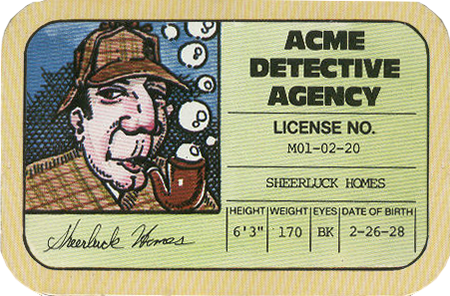 ACME
DETECTIVE
AGENCY
LICENSE NO.
M01-02-20
SHEERLUCK HOMES
HEIGHT WEIGHT EYES DATE OF BIRTH
6'3" 170 BK 2-26-28
Sheerluck Homes